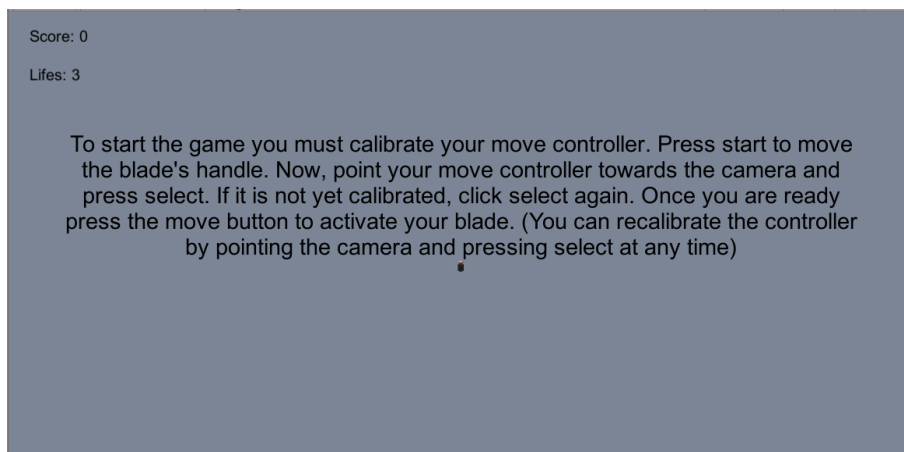 Score: 0
Lifes: 3
To start the game you must calibrate your move controller. Press start to move
the blade's handle. Now, point your move controller towards the camera and
press select. If it is not yet calibrated, click select again. Once you are ready
press the move button to activate your blade. (You can recalibrate the controller
by pointing the camera and pressing select at any time)